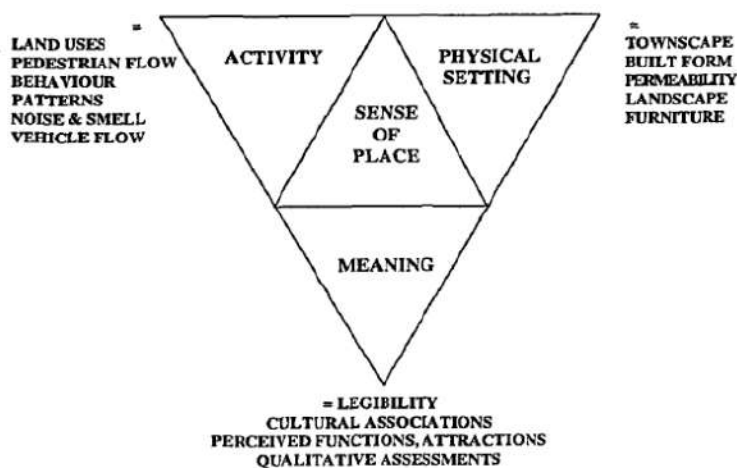 =
LAND USES
PEDESTRIAN FLOW
BEHAVIOUR
PATTERNS
NOISE & SMELL
VEHICLE FLOW
ACTIVITY
PHYSICAL
SETTING
=
TOWNSCAPE
BUILT FORM
PERMEABILITY
LANDSCAPE
FURNITURE
SENSE
OF
PLACE
MEANING
= LEGIBILITY
CULTURAL ASSOCIATIONS
PERCEIVED FUNCTIONS, ATTRACTIONS
QUALITATIVE ASSESSMENTS